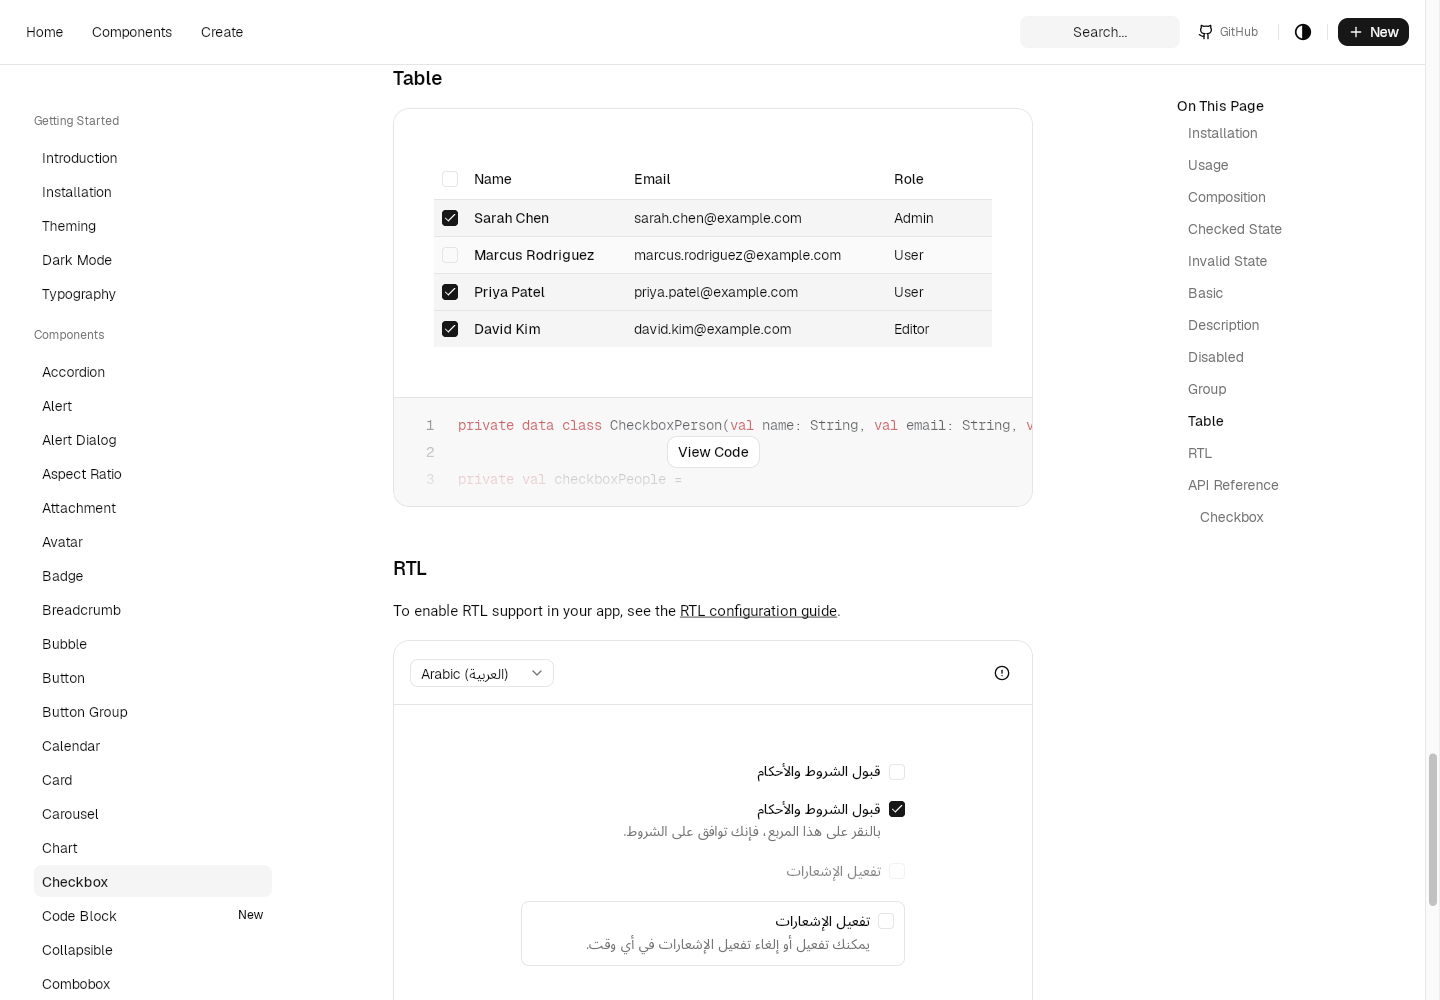 Home
Components
Create
Search...
GitHub
New
Getting Started
Introduction
Installation
Theming
Dark Mode
Typography
Components
Accordion
Alert
Alert Dialog
Aspect Ratio
Attachment
Avatar
Badge
Breadcrumb
Bubble
Button
Button Group
Calendar
Card
Carousel
Chart
Checkbox
Code Block New
Collapsible
Combobox
Table
Name Email Role
Sarah Chen sarah.chen@example.com Admin
Marcus Rodriguez marcus.rodriguez@example.com User
Priya Patel priya.patel@example.com User
David Kim david.kim@example.com Editor
1 private data class CheckboxPerson(val name: String, val email: String, v
2
View Code
3 private val checkboxPeople =
RTL
To enable RTL support in your app, see the RTL configuration guide.
Arabic (العربية)
قبول الشروط والأحكام
قبول الشروط والأحكام
بالنقر على هذا المربع، فإنك توافق على الشروط.
تفعيل الإشعارات
تفعيل الإشعارات
يمكنك تفعيل أو إلغاء تفعيل الإشعارات في أي وقت.
On This Page
Installation
Usage
Composition
Checked State
Invalid State
Basic
Description
Disabled
Group
Table
RTL
API Reference
Checkbox